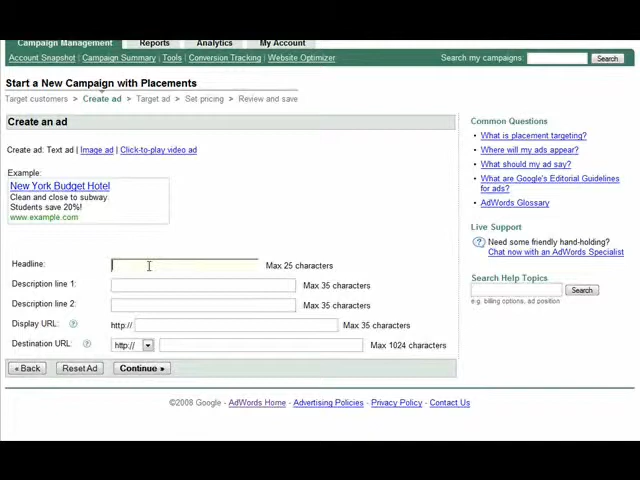 Campaign Management Reports Analytics My Account
Account Snapshot | Campaign Summary | Tools | Conversion Tracking | Website Optimizer Search my campaigns: Search
Start a New Campaign with Placements
Target customers > Create ad > Target ad > Set pricing > Review and save
Create an ad
Create ad: Text ad | Image ad | Click-to-play video ad
Example:
New York Budget Hotel
Clean and close to subway
Students save 20%!
www.example.com
Headline: Max 25 characters
Description line 1: Max 35 characters
Description line 2: Max 35 characters
Display URL: ? http:// Max 35 characters
Destination URL: ? http:// Max 1024 characters
« Back Reset Ad Continue »
Common Questions
What is placement targeting?
Where will my ads appear?
What should my ad say?
What are Google's Editorial Guidelines
for ads?
AdWords Glossary
Live Support
? Need some friendly hand-holding?
Chat now with an AdWords Specialist
Search Help Topics
Search
e.g. billing options, ad position
©2008 Google - AdWords Home - Advertising Policies - Privacy Policy - Contact Us